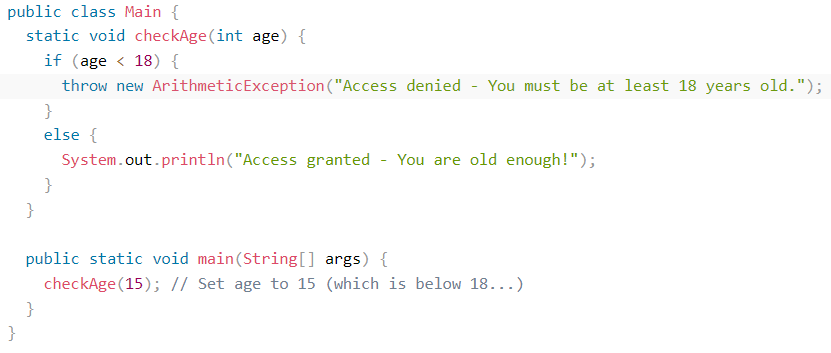 public class Main {
  static void checkAge(int age) {
    if (age < 18) {
      throw new ArithmeticException("Access denied - You must be at least 18 years old.");
    }
    else {
      System.out.println("Access granted - You are old enough!");
    }
  }

  public static void main(String[] args) {
    checkAge(15); // Set age to 15 (which is below 18...)
  }
}